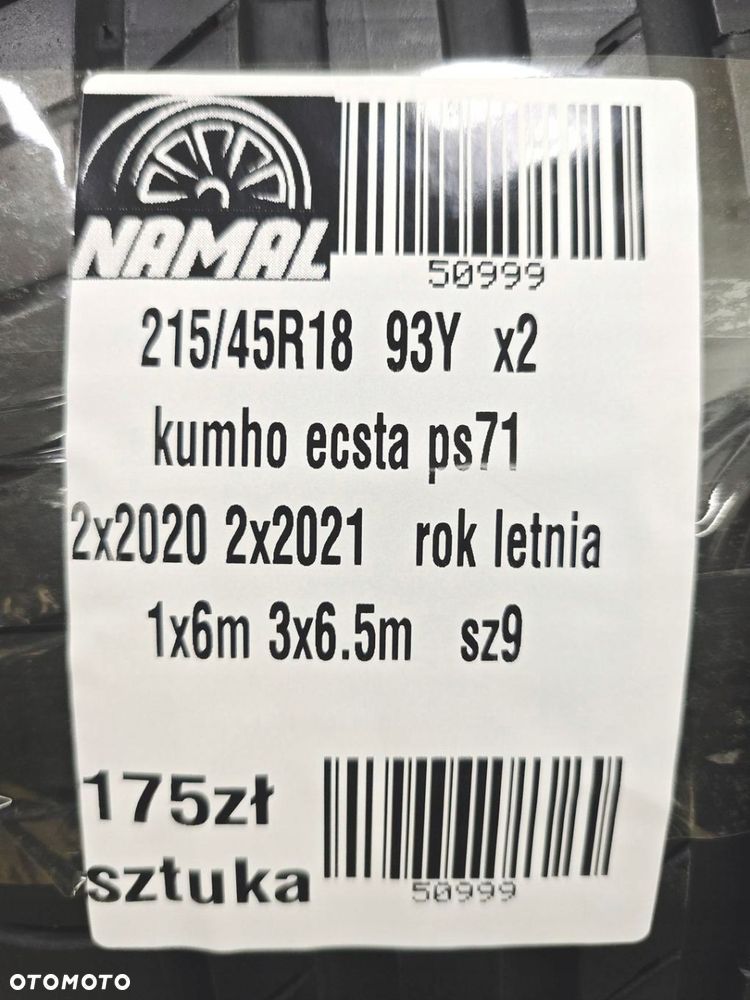 NAMAL
50999
215/45R18 93Y x2
kumho ecsta ps71
2x2020 2x2021 rok letnia
1x6m 3x6.5m sz9
175zł
sztuka
50999
OTOMOTO